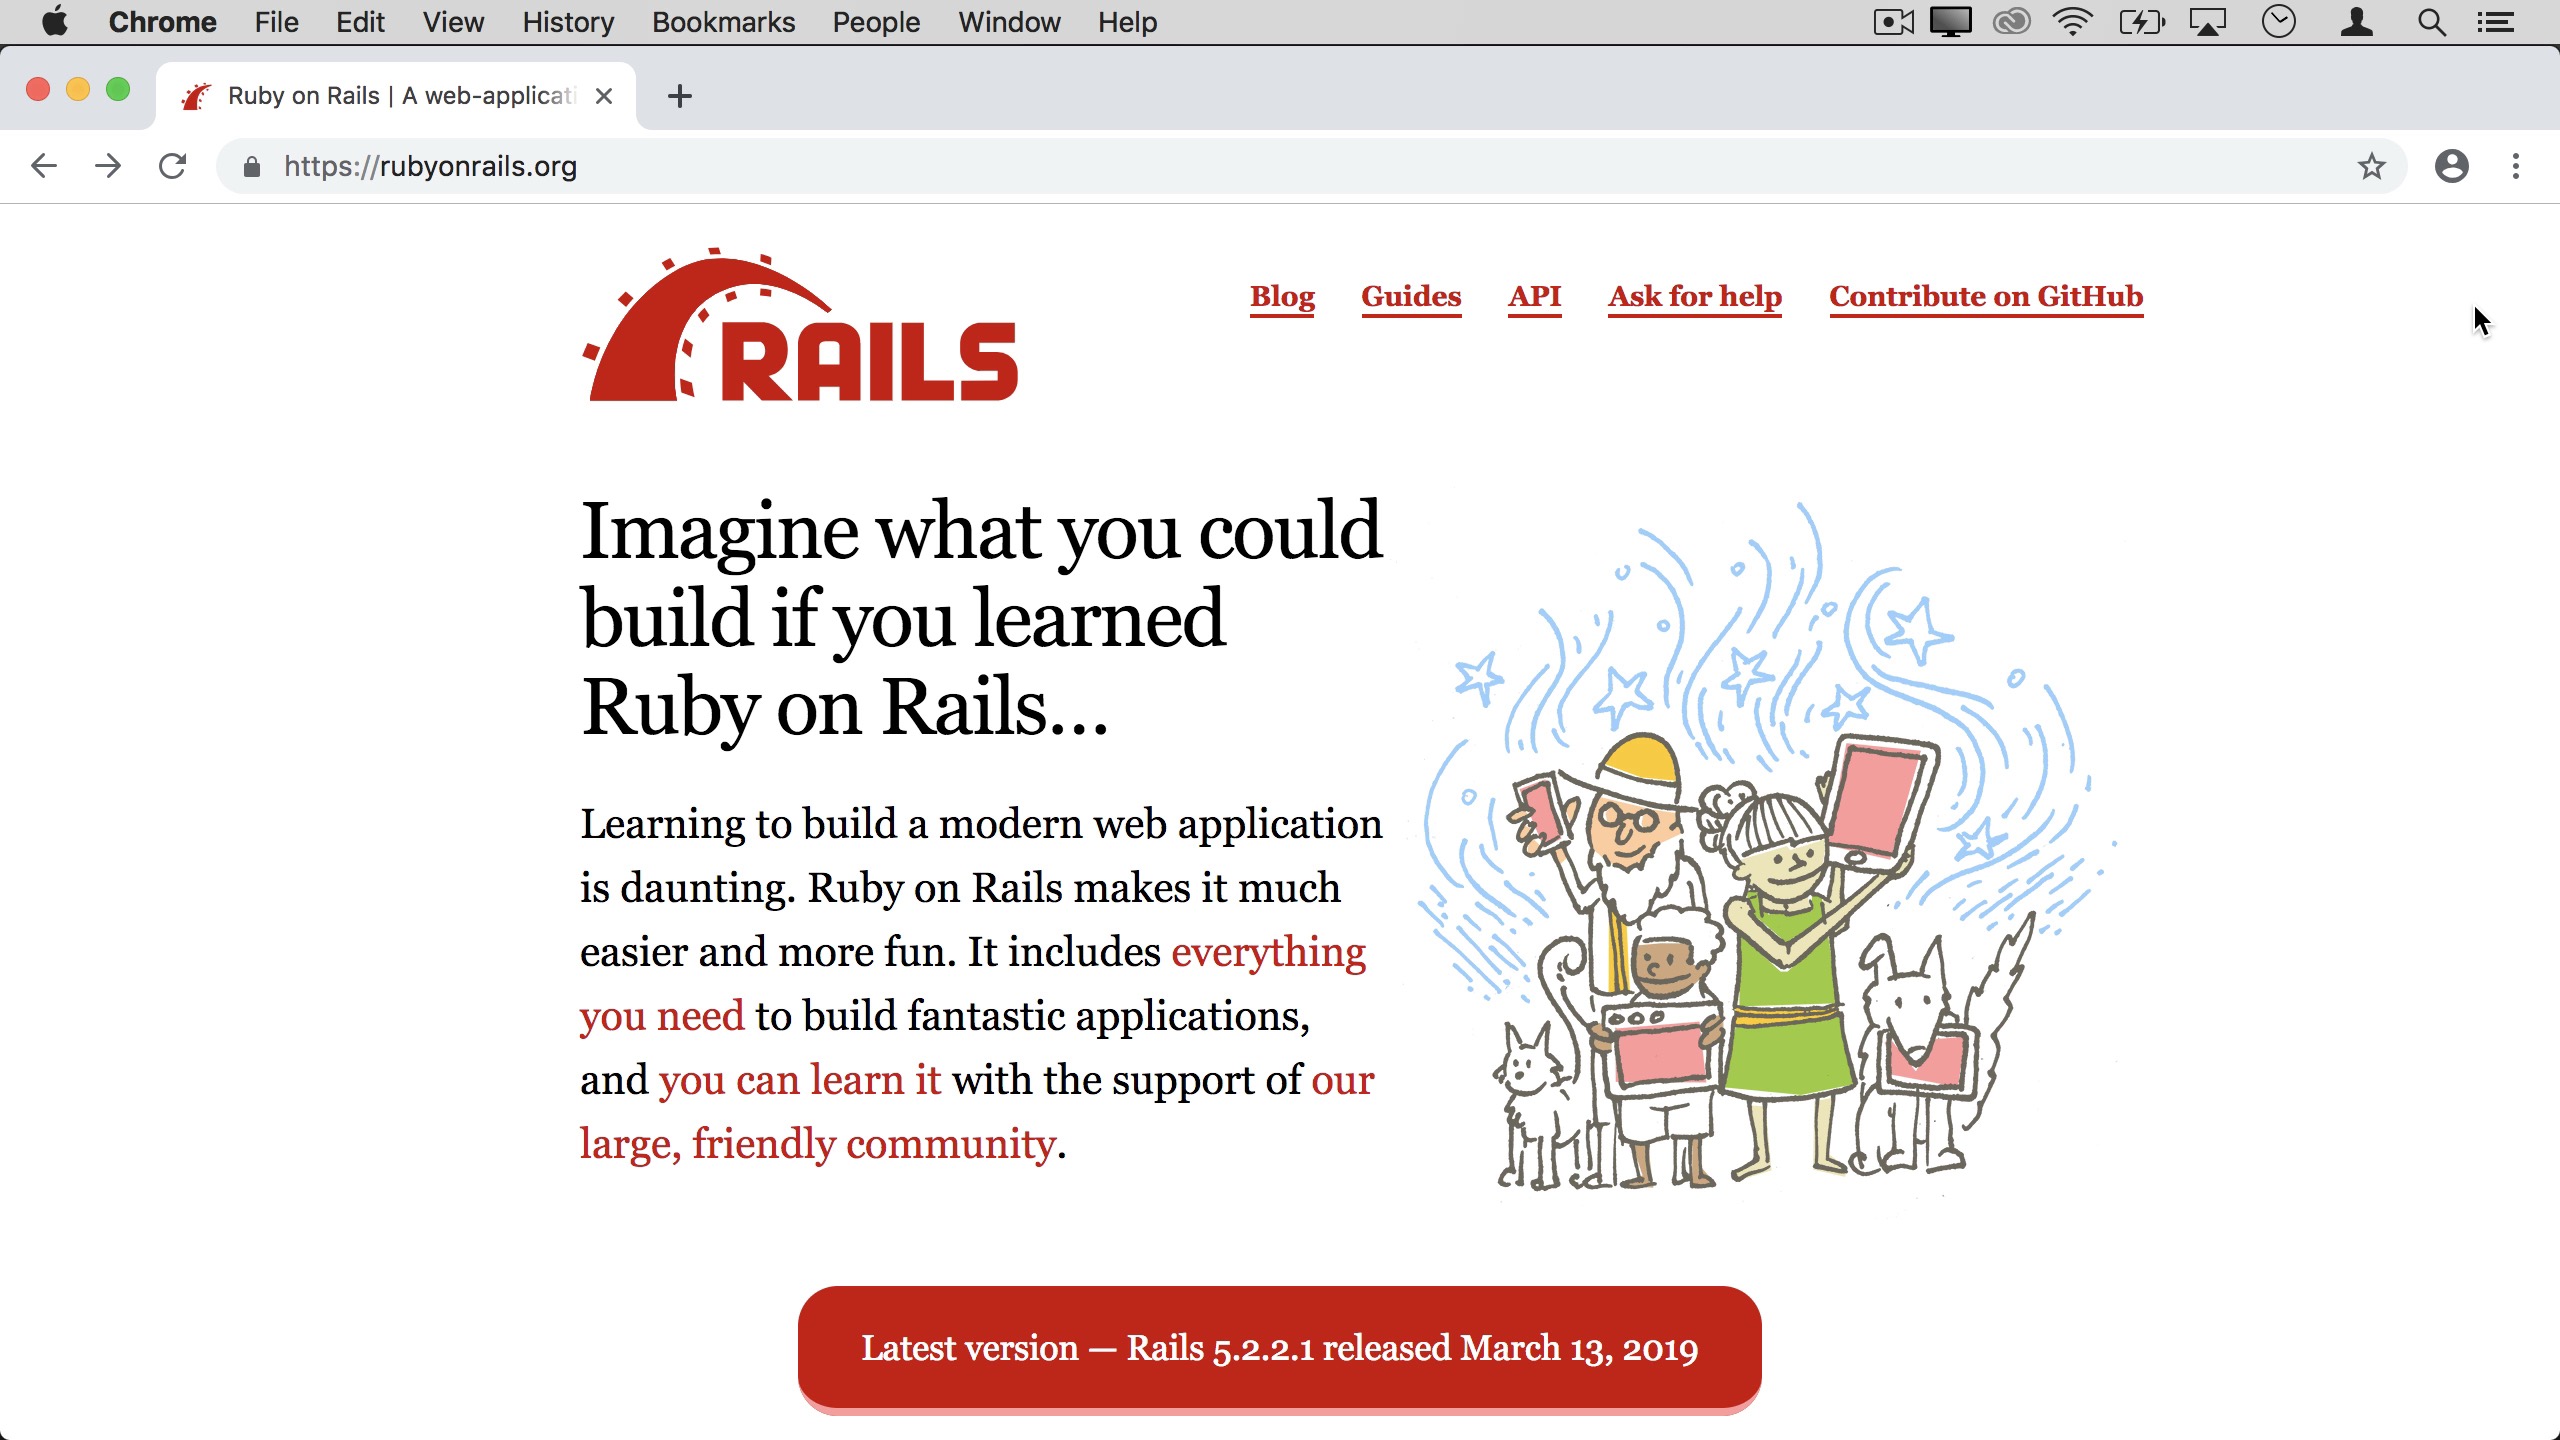 Chrome File Edit View History Bookmarks People Window Help
Ruby on Rails | A web-applicati
https://rubyonrails.org
RAILS
Blog Guides API Ask for help Contribute on GitHub
Imagine what you could
build if you learned
Ruby on Rails…
Learning to build a modern web application
is daunting. Ruby on Rails makes it much
easier and more fun. It includes everything
you need to build fantastic applications,
and you can learn it with the support of our
large, friendly community.
Latest version — Rails 5.2.2.1 released March 13, 2019